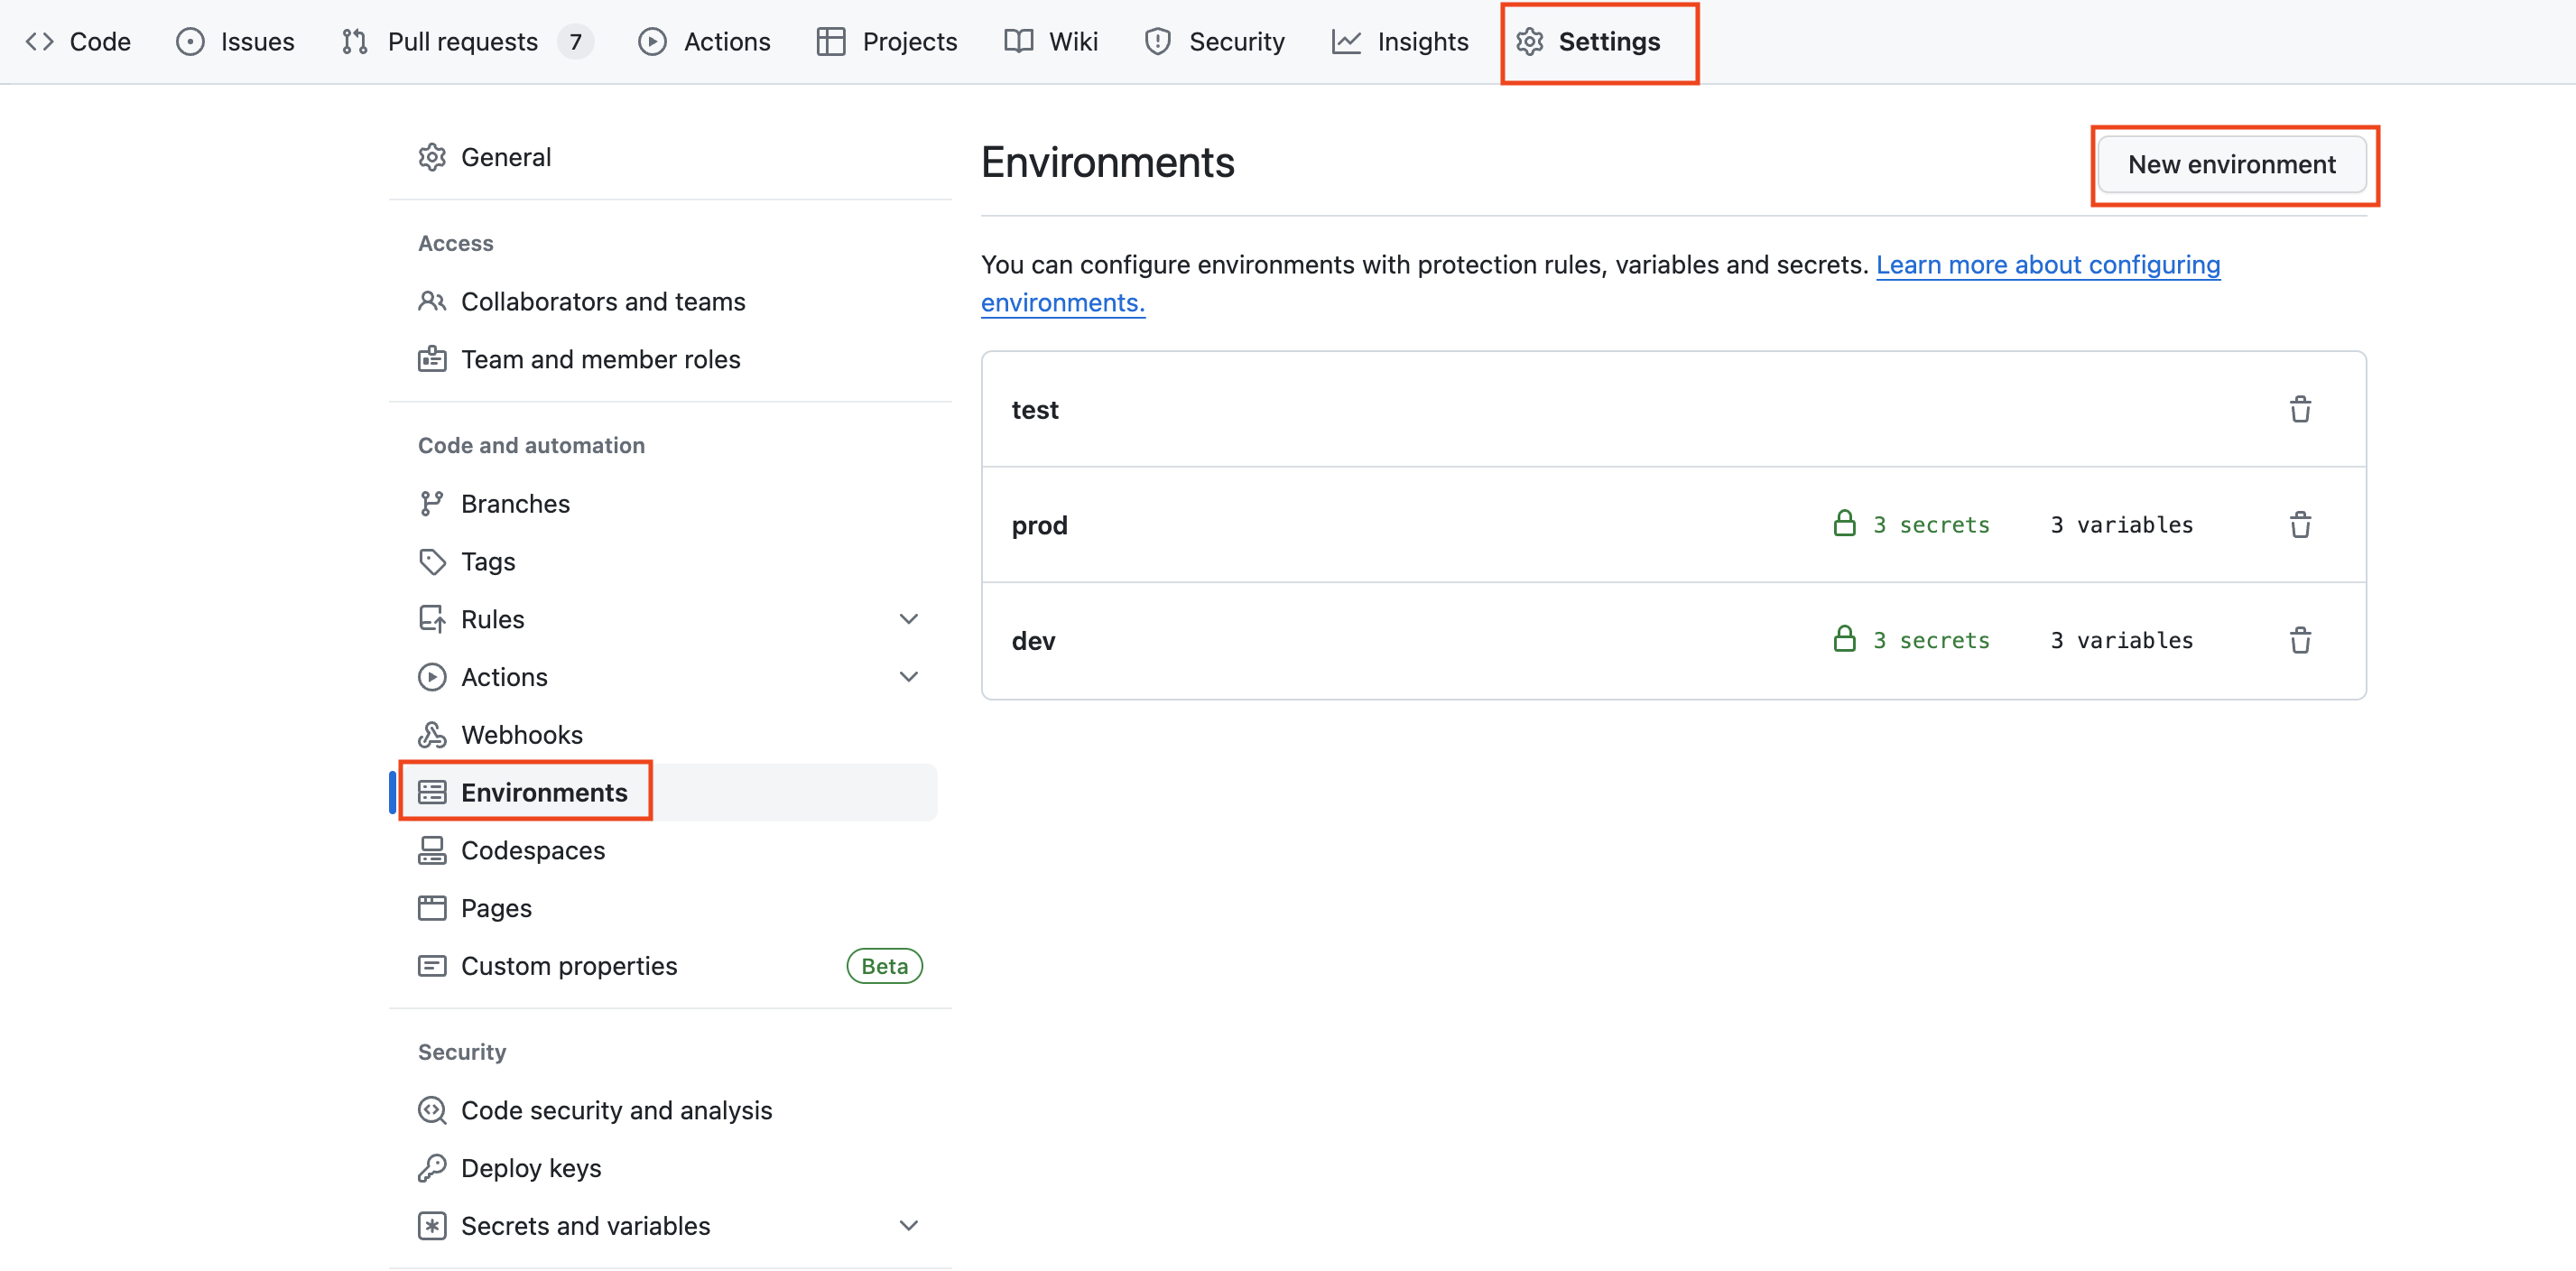 Code Issues Pull requests 7 Actions Projects Wiki Security Insights Settings
General
Access
Collaborators and teams
Team and member roles
Code and automation
Branches
Tags
Rules
Actions
Webhooks
Environments
Codespaces
Pages
Custom properties Beta
Security
Code security and analysis
Deploy keys
Secrets and variables
Environments New environment
You can configure environments with protection rules, variables and secrets. Learn more about configuring
environments.
test
prod 3 secrets 3 variables
dev 3 secrets 3 variables